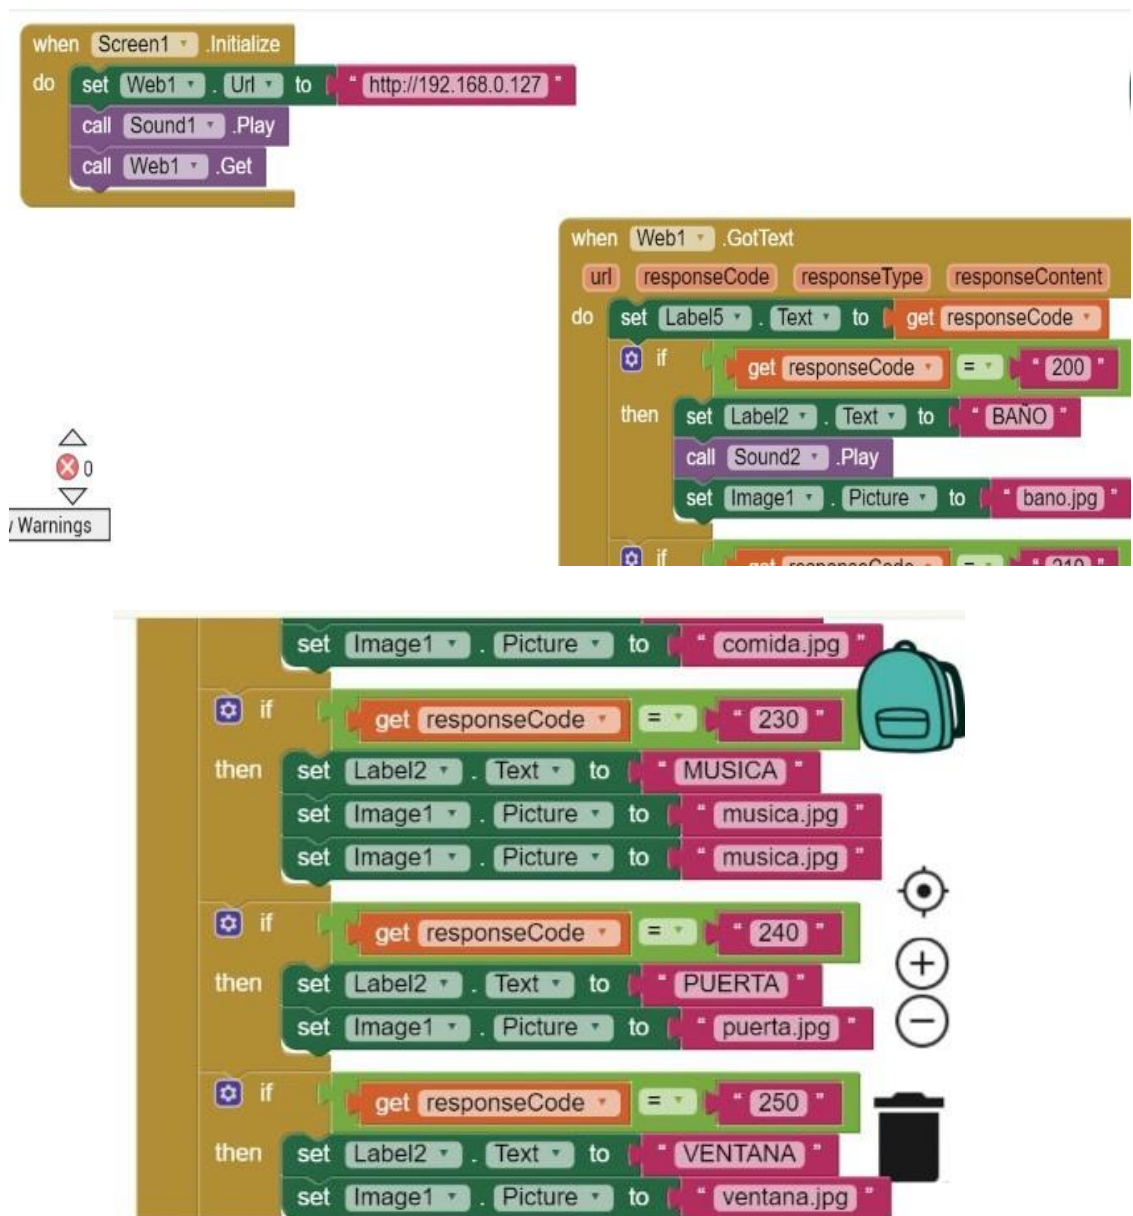 when Screen1 .Initialize
do set Web1 . Url to " http://192.168.0.127 "
call Sound1 .Play
call Web1 .Get
when Web1 .GotText
url responseCode responseType responseContent
do set Label5 . Text to get responseCode
if get responseCode = " 200 "
then set Label2 . Text to " BAÑO "
call Sound2 .Play
set Image1 . Picture to " bano.jpg "
0
Warnings
if get responseCode = " 210 "
set Image1 . Picture to " comida.jpg "
if get responseCode = " 230 "
then set Label2 . Text to " MUSICA "
set Image1 . Picture to " musica.jpg "
set Image1 . Picture to " musica.jpg "
if get responseCode = " 240 "
then set Label2 . Text to " PUERTA "
set Image1 . Picture to " puerta.jpg "
if get responseCode = " 250 "
then set Label2 . Text to " VENTANA "
set Image1 . Picture to " ventana.jpg "